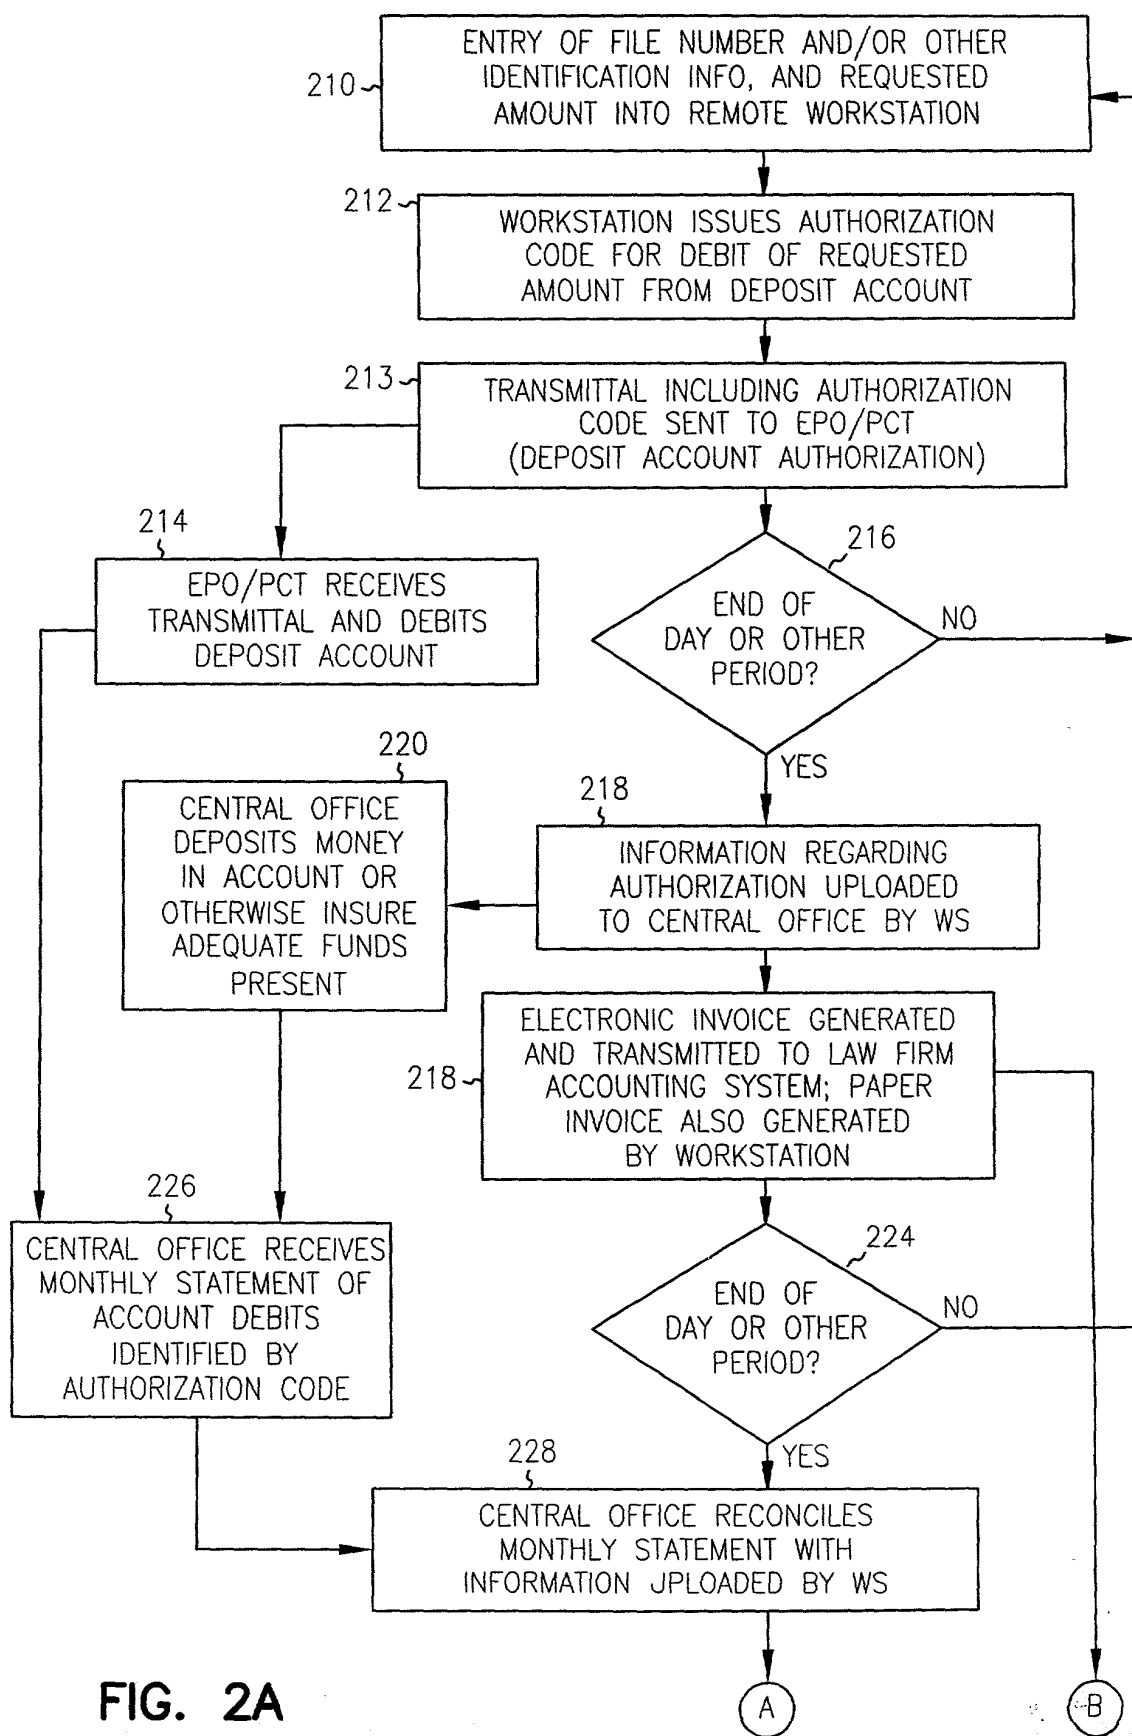 ENTRY OF FILE NUMBER AND/OR OTHER
IDENTIFICATION INFO, AND REQUESTED
AMOUNT INTO REMOTE WORKSTATION
210
212
WORKSTATION ISSUES AUTHORIZATION
CODE FOR DEBIT OF REQUESTED
AMOUNT FROM DEPOSIT ACCOUNT
213
TRANSMITTAL INCLUDING AUTHORIZATION
CODE SENT TO EPO/PCT
(DEPOSIT ACCOUNT AUTHORIZATION)
214
EPO/PCT RECEIVES
TRANSMITTAL AND DEBITS
DEPOSIT ACCOUNT
216
END OF
DAY OR OTHER
PERIOD?
NO
YES
220
CENTRAL OFFICE
DEPOSITS MONEY
IN ACCOUNT OR
OTHERWISE INSURE
ADEQUATE FUNDS
PRESENT
218
INFORMATION REGARDING
AUTHORIZATION UPLOADED
TO CENTRAL OFFICE BY WS
218
ELECTRONIC INVOICE GENERATED
AND TRANSMITTED TO LAW FIRM
ACCOUNTING SYSTEM; PAPER
INVOICE ALSO GENERATED
BY WORKSTATION
226
CENTRAL OFFICE RECEIVES
MONTHLY STATEMENT OF
ACCOUNT DEBITS
IDENTIFIED BY
AUTHORIZATION CODE
224
END OF
DAY OR OTHER
PERIOD?
NO
YES
228
CENTRAL OFFICE RECONCILES
MONTHLY STATEMENT WITH
INFORMATION JPLOADED BY WS
FIG. 2A
A
B